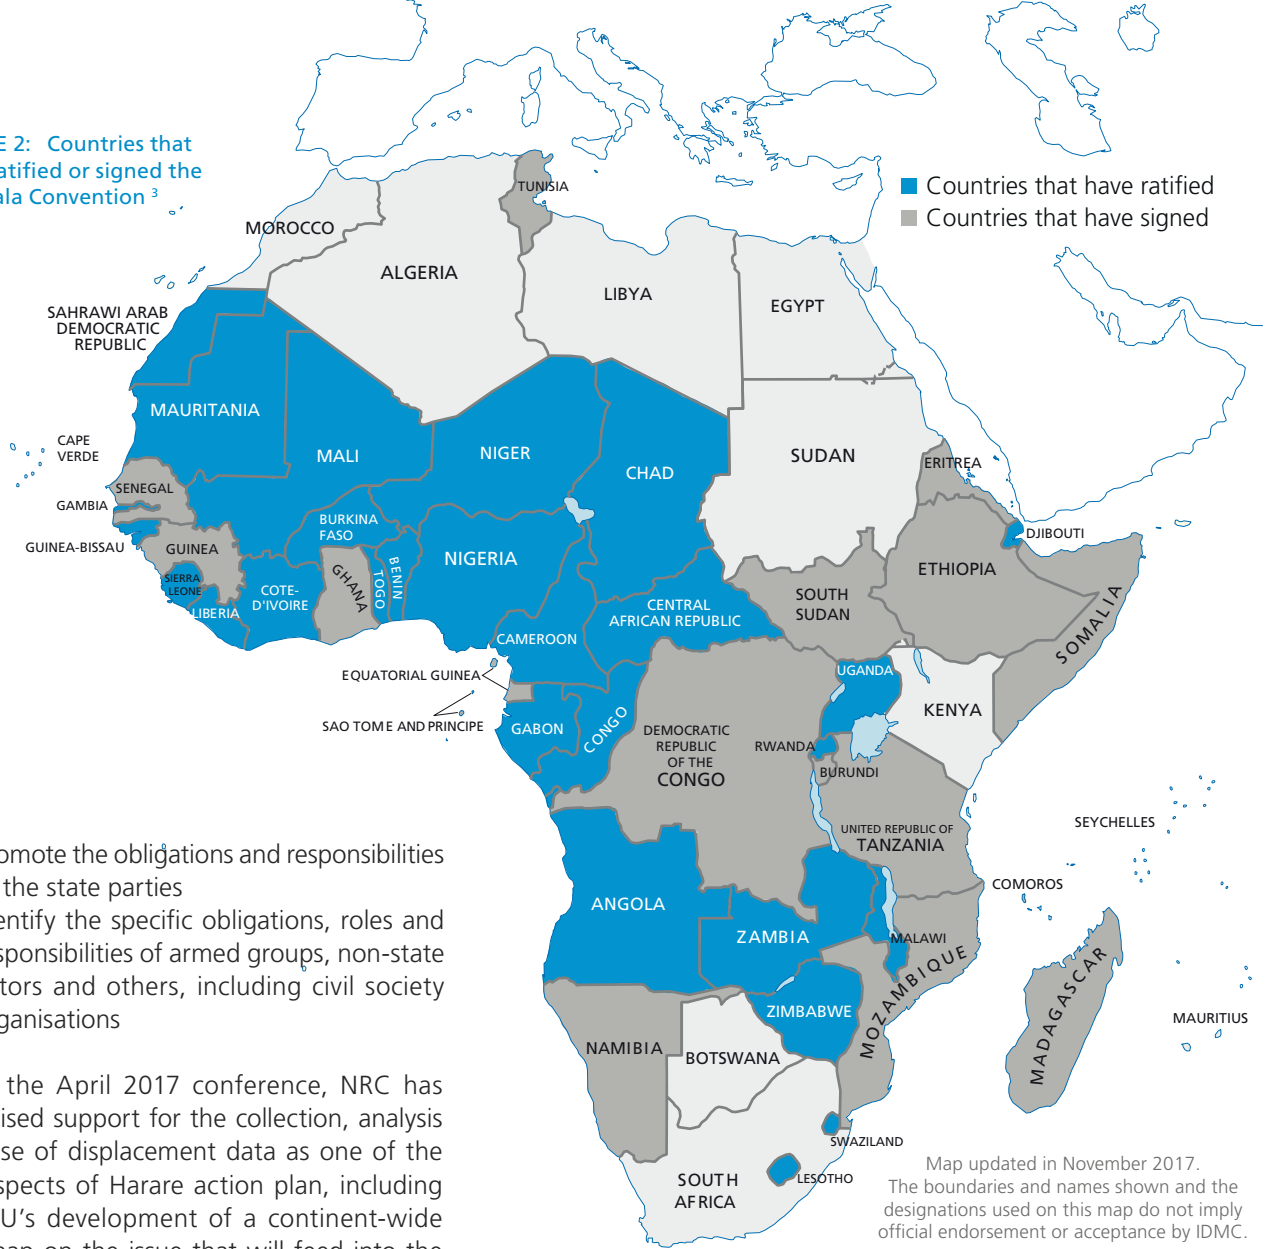 E 2: Countries that
atified or signed the
ala Convention 3
Countries that have ratified
Countries that have signed
TUNISIA
MOROCCO
ALGERIA
LIBYA
EGYPT
SAHRAWI ARAB
DEMOCRATIC
REPUBLIC
MAURITANIA
MALI
NIGER
CHAD
SUDAN
ERITREA
CAPE
VERDE
SENEGAL
GAMBIA
BURKINA
FASO
DJIBOUTI
GUINEA-BISSAU
GUINEA
NIGERIA
BENIN
TOGO
GHANA
ETHIOPIA
SIERRA
LEONE
COTE-
D'IVOIRE
LIBERIA
SOUTH
SUDAN
CENTRAL
AFRICAN REPUBLIC
SOMALIA
CAMEROON
EQUATORIAL GUINEA
UGANDA
KENYA
SAO TOME AND PRINCIPE
GABON
CONGO
DEMOCRATIC
REPUBLIC
OF THE
CONGO
RWANDA
BURUNDI
SEYCHELLES
UNITED REPUBLIC OF
TANZANIA
COMOROS
ANGOLA
ZAMBIA
MALAWI
MOZAMBIQUE
MADAGASCAR
ZIMBABWE
MAURITIUS
NAMIBIA
BOTSWANA
SWAZILAND
LESOTHO
SOUTH
AFRICA
omote the obligations and responsibilities
the state parties
entify the specific obligations, roles and
sponsibilities of armed groups, non-state
tors and others, including civil society
ganisations
the April 2017 conference, NRC has
ised support for the collection, analysis
se of displacement data as one of the
spects of Harare action plan, including
U's development of a continent-wide
ap on the issue that will feed into the
Map updated in November 2017.
The boundaries and names shown and the
designations used on this map do not imply
official endorsement or acceptance by IDMC.